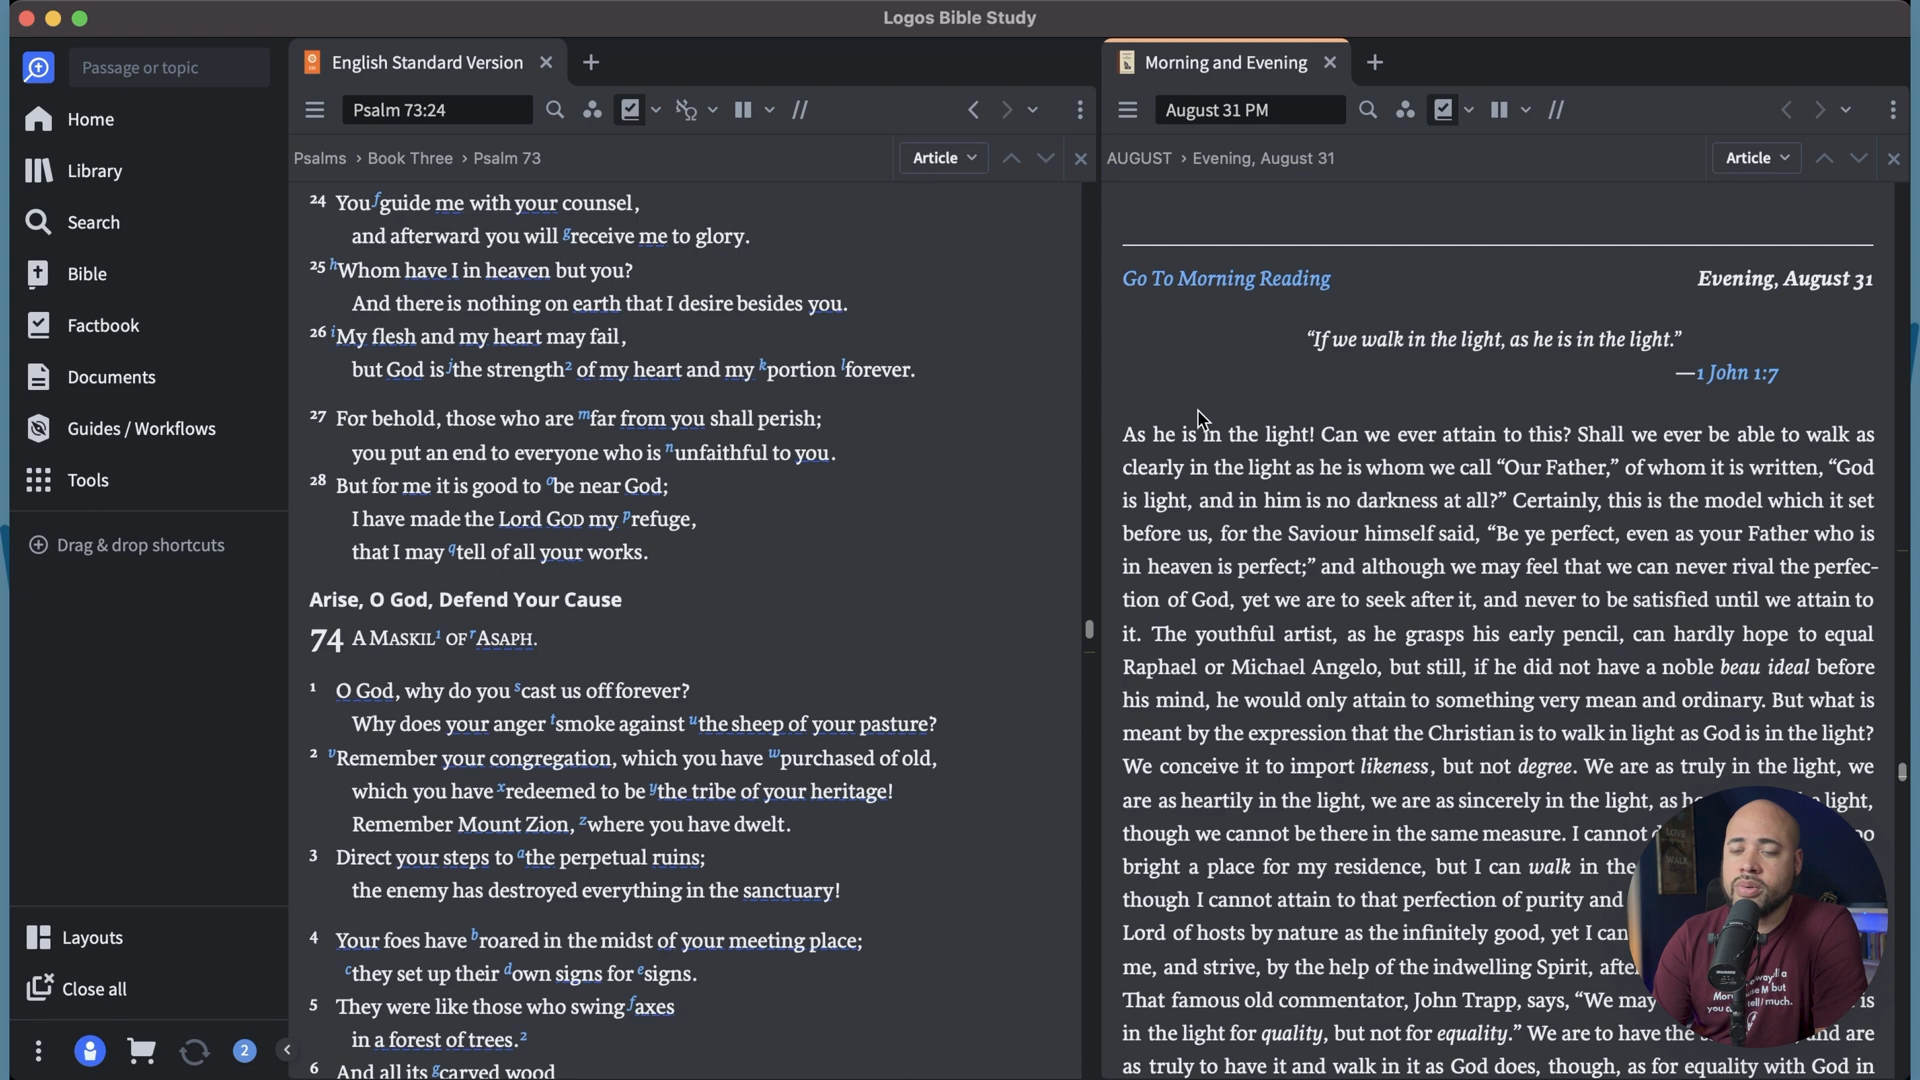 Logos Bible Study
Passage or topic
Home
Library
Search
Bible
Factbook
Documents
Guides / Workflows
Tools
Drag & drop shortcuts
Layouts
Close all
2
English Standard Version
Psalm 73:24
Psalms › Book Three › Psalm 73
Article
24 You f guide me with your counsel,
and afterward you will g receive me to glory.
25 h Whom have I in heaven but you?
And there is nothing on earth that I desire besides you.
26 i My flesh and my heart may fail,
but God is j the strength 2 of my heart and my k portion l forever.
27 For behold, those who are m far from you shall perish;
you put an end to everyone who is n unfaithful to you.
28 But for me it is good to o be near God;
I have made the Lord GOD my p refuge,
that I may q tell of all your works.
Arise, O God, Defend Your Cause
74 A MASKIL 1 OF r ASAPH.
1 O God, why do you s cast us off forever?
Why does your anger t smoke against u the sheep of your pasture?
2 v Remember your congregation, which you have w purchased of old,
which you have x redeemed to be y the tribe of your heritage!
Remember Mount Zion, z where you have dwelt.
3 Direct your steps to a the perpetual ruins;
the enemy has destroyed everything in the sanctuary!
4 Your foes have b roared in the midst of your meeting place;
c they set up their d own signs for e signs.
5 They were like those who swing f axes
in a forest of trees. 2
6 And all its g carved wood
Morning and Evening
August 31 PM
AUGUST › Evening, August 31
Article
Go To Morning Reading Evening, August 31
“If we walk in the light, as he is in the light.”
—1 John 1:7
As he is in the light! Can we ever attain to this? Shall we ever be able to walk as
clearly in the light as he is whom we call “Our Father,” of whom it is written, “God
is light, and in him is no darkness at all?” Certainly, this is the model which it set
before us, for the Saviour himself said, “Be ye perfect, even as your Father who is
in heaven is perfect;” and although we may feel that we can never rival the perfec-
tion of God, yet we are to seek after it, and never to be satisfied until we attain to
it. The youthful artist, as he grasps his early pencil, can hardly hope to equal
Raphael or Michael Angelo, but still, if he did not have a noble beau ideal before
his mind, he would only attain to something very mean and ordinary. But what is
meant by the expression that the Christian is to walk in light as God is in the light?
We conceive it to import likeness, but not degree. We are as truly in the light, we
are as heartily in the light, we are as sincerely in the light, as he light,
though we cannot be there in the same measure. I cannot
bright a place for my residence, but I can walk in the
though I cannot attain to that perfection of purity and
Lord of hosts by nature as the infinitely good, yet I can
me, and strive, by the help of the indwelling Spirit, after
That famous old commentator, John Trapp, says, “We may is
in the light for quality, but not for equality.” We are to have the and are
as truly to have it and walk in it as God does, though, as for equality with God in